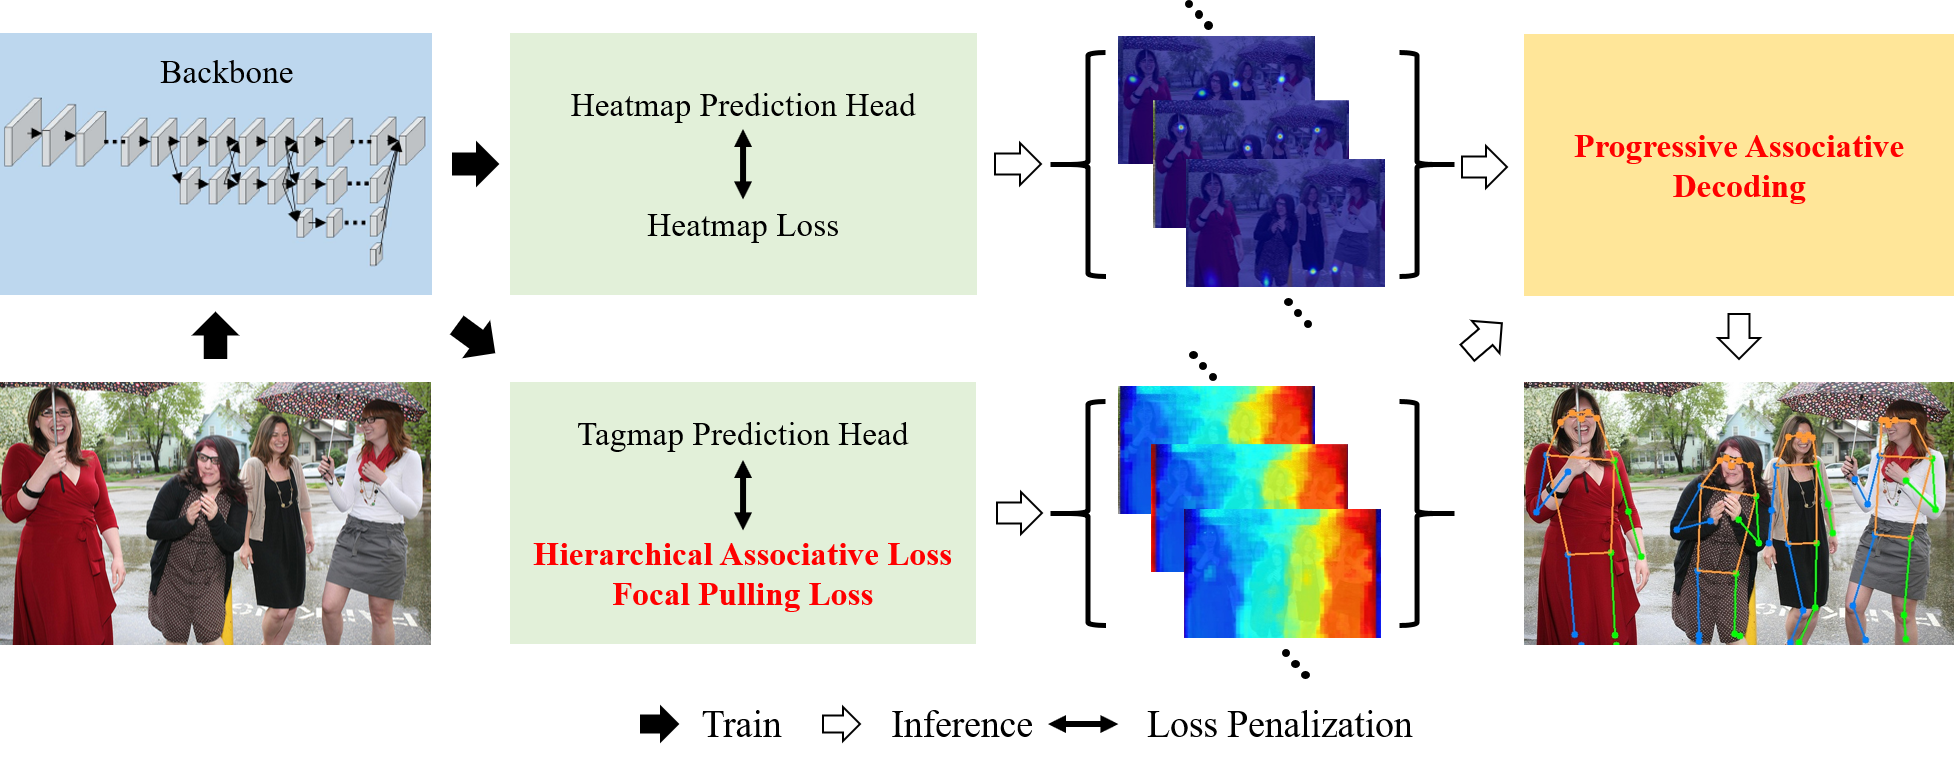 Backbone
Heatmap Prediction Head
Heatmap Loss
Progressive Associative
Decoding
Tagmap Prediction Head
Hierarchical Associative Loss
Focal Pulling Loss
Train
Inference
Loss Penalization